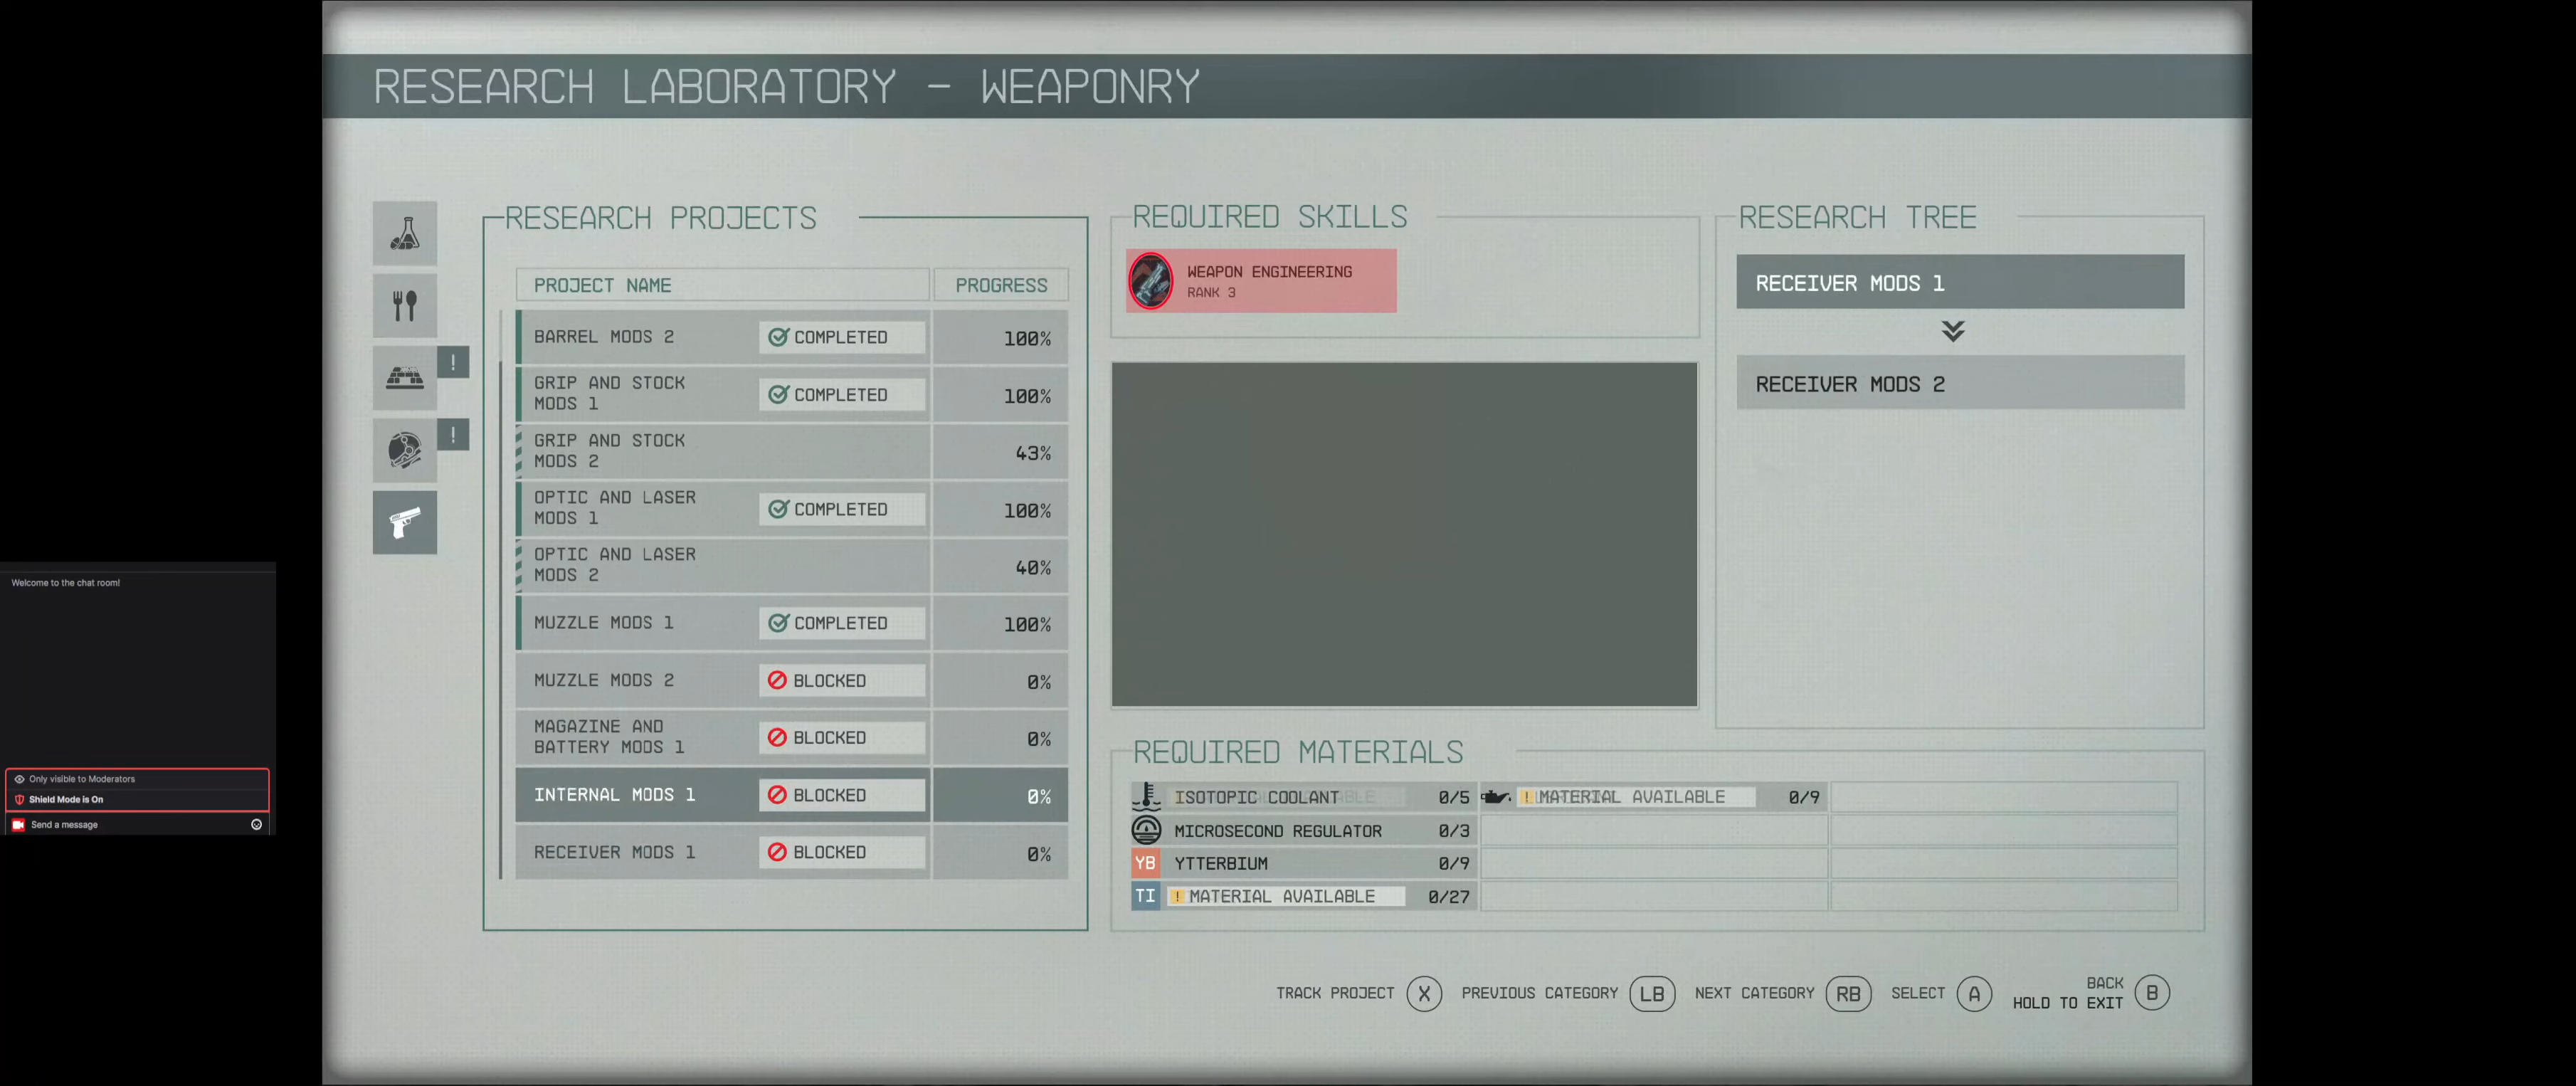 RESEARCH LABORATORY - WEAPONRY
RESEARCH PROJECTS
PROJECT NAME PROGRESS
BARREL MODS 2 COMPLETED 100%
GRIP AND STOCK
MODS 1 COMPLETED 100%
GRIP AND STOCK
MODS 2 43%
OPTIC AND LASER
MODS 1 COMPLETED 100%
OPTIC AND LASER
MODS 2 40%
MUZZLE MODS 1 COMPLETED 100%
MUZZLE MODS 2 BLOCKED 0%
MAGAZINE AND
BATTERY MODS 1 BLOCKED 0%
INTERNAL MODS 1 BLOCKED 0%
RECEIVER MODS 1 BLOCKED 0%
REQUIRED SKILLS
WEAPON ENGINEERING
RANK 3
RESEARCH TREE
RECEIVER MODS 1
RECEIVER MODS 2
REQUIRED MATERIALS
ISOTOPIC COOLANT 0/5
MICROSECOND REGULATOR 0/3
YB YTTERBIUM 0/9
TI ! MATERIAL AVAILABLE 0/27
! MATERIAL AVAILABLE 0/9
TRACK PROJECT X PREVIOUS CATEGORY LB NEXT CATEGORY RB SELECT A BACK B
HOLD TO EXIT
!
!
Welcome to the chat room!
Only visible to Moderators
Shield Mode is On
Send a message